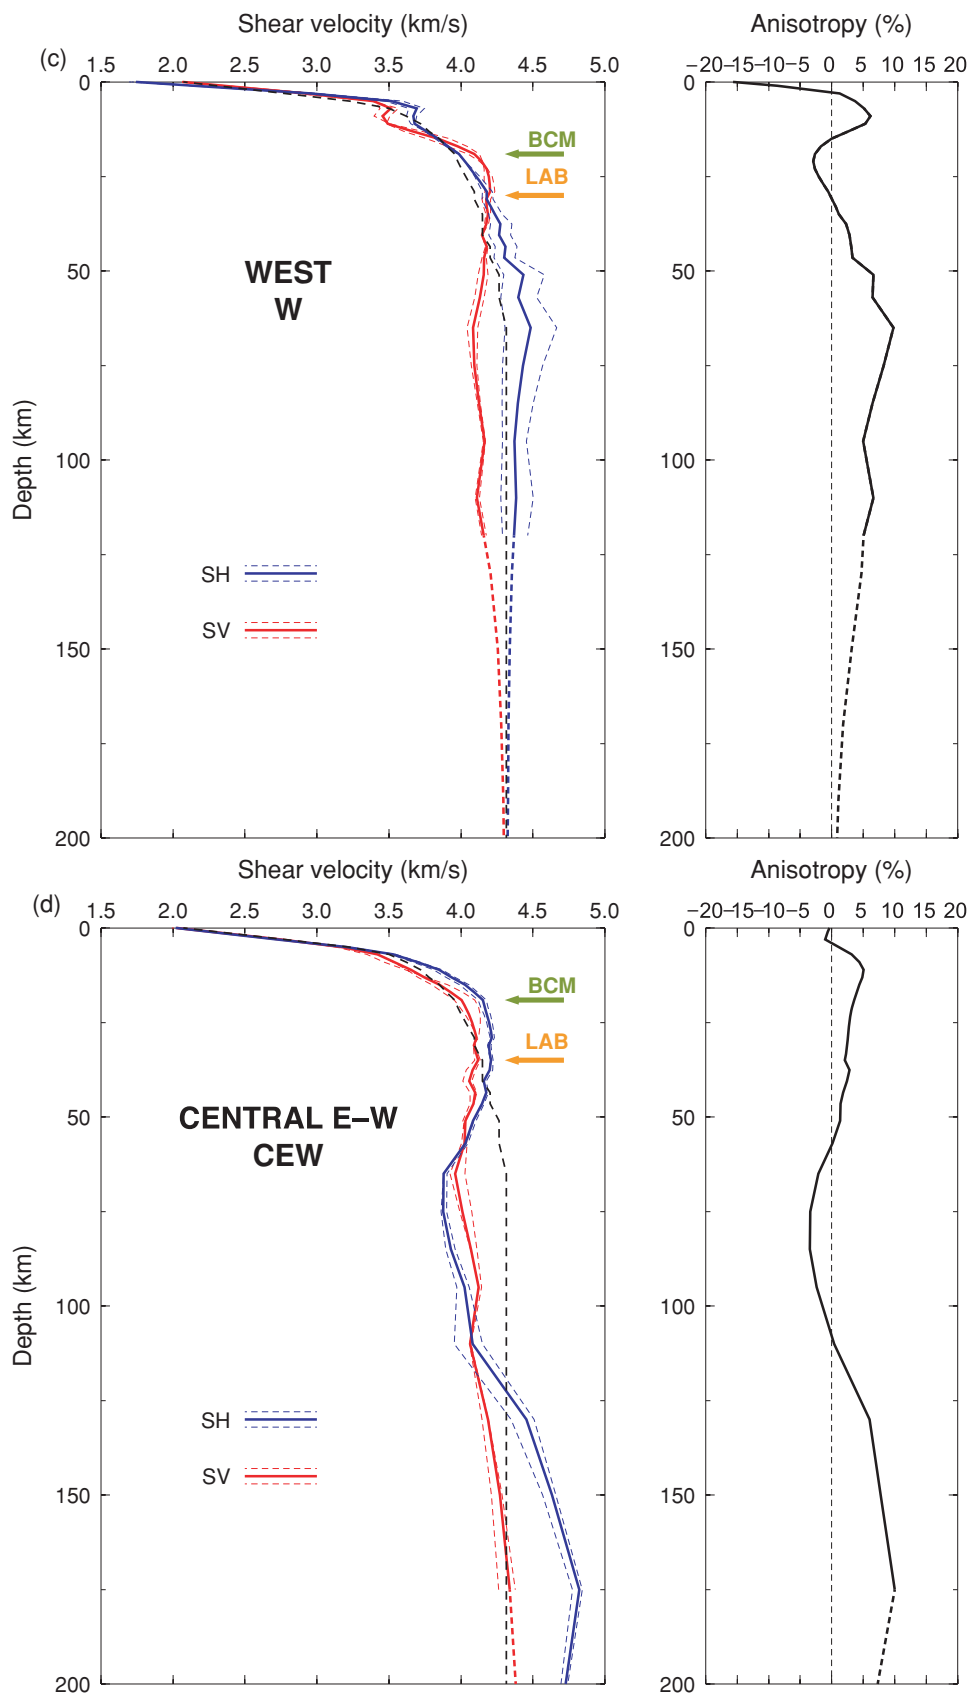 Shear velocity (km/s)
Anisotropy (%)
(c)
1.5 2.0 2.5 3.0 3.5 4.0 4.5 5.0
−20 −15 −10 −5 0 5 10 15 20
0
50
100
150
200
Depth (km)
BCM
LAB
WEST
W
SH
SV
0
50
100
150
200
Shear velocity (km/s)
Anisotropy (%)
(d)
1.5 2.0 2.5 3.0 3.5 4.0 4.5 5.0
−20 −15 −10 −5 0 5 10 15 20
0
50
100
150
200
Depth (km)
BCM
LAB
CENTRAL E−W
CEW
SH
SV
0
50
100
150
200